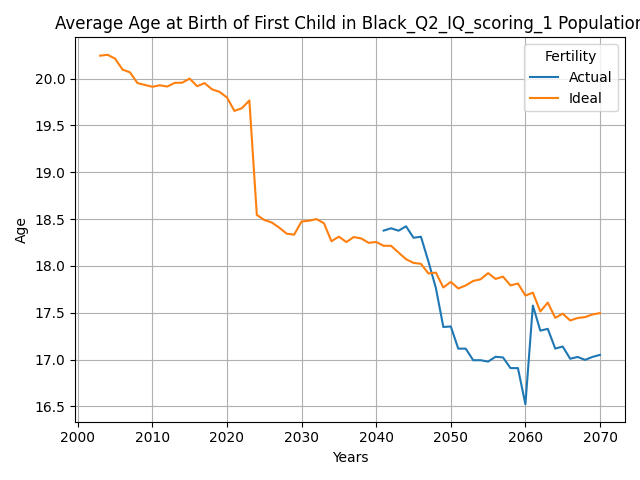 Average Age at Birth of First Child in Black_Q2_IQ_scoring_1 Population
Fertility
Actual
Ideal
Age
20.0
19.5
19.0
18.5
18.0
17.5
17.0
16.5
2000 2010 2020 2030 2040 2050 2060 2070
Years